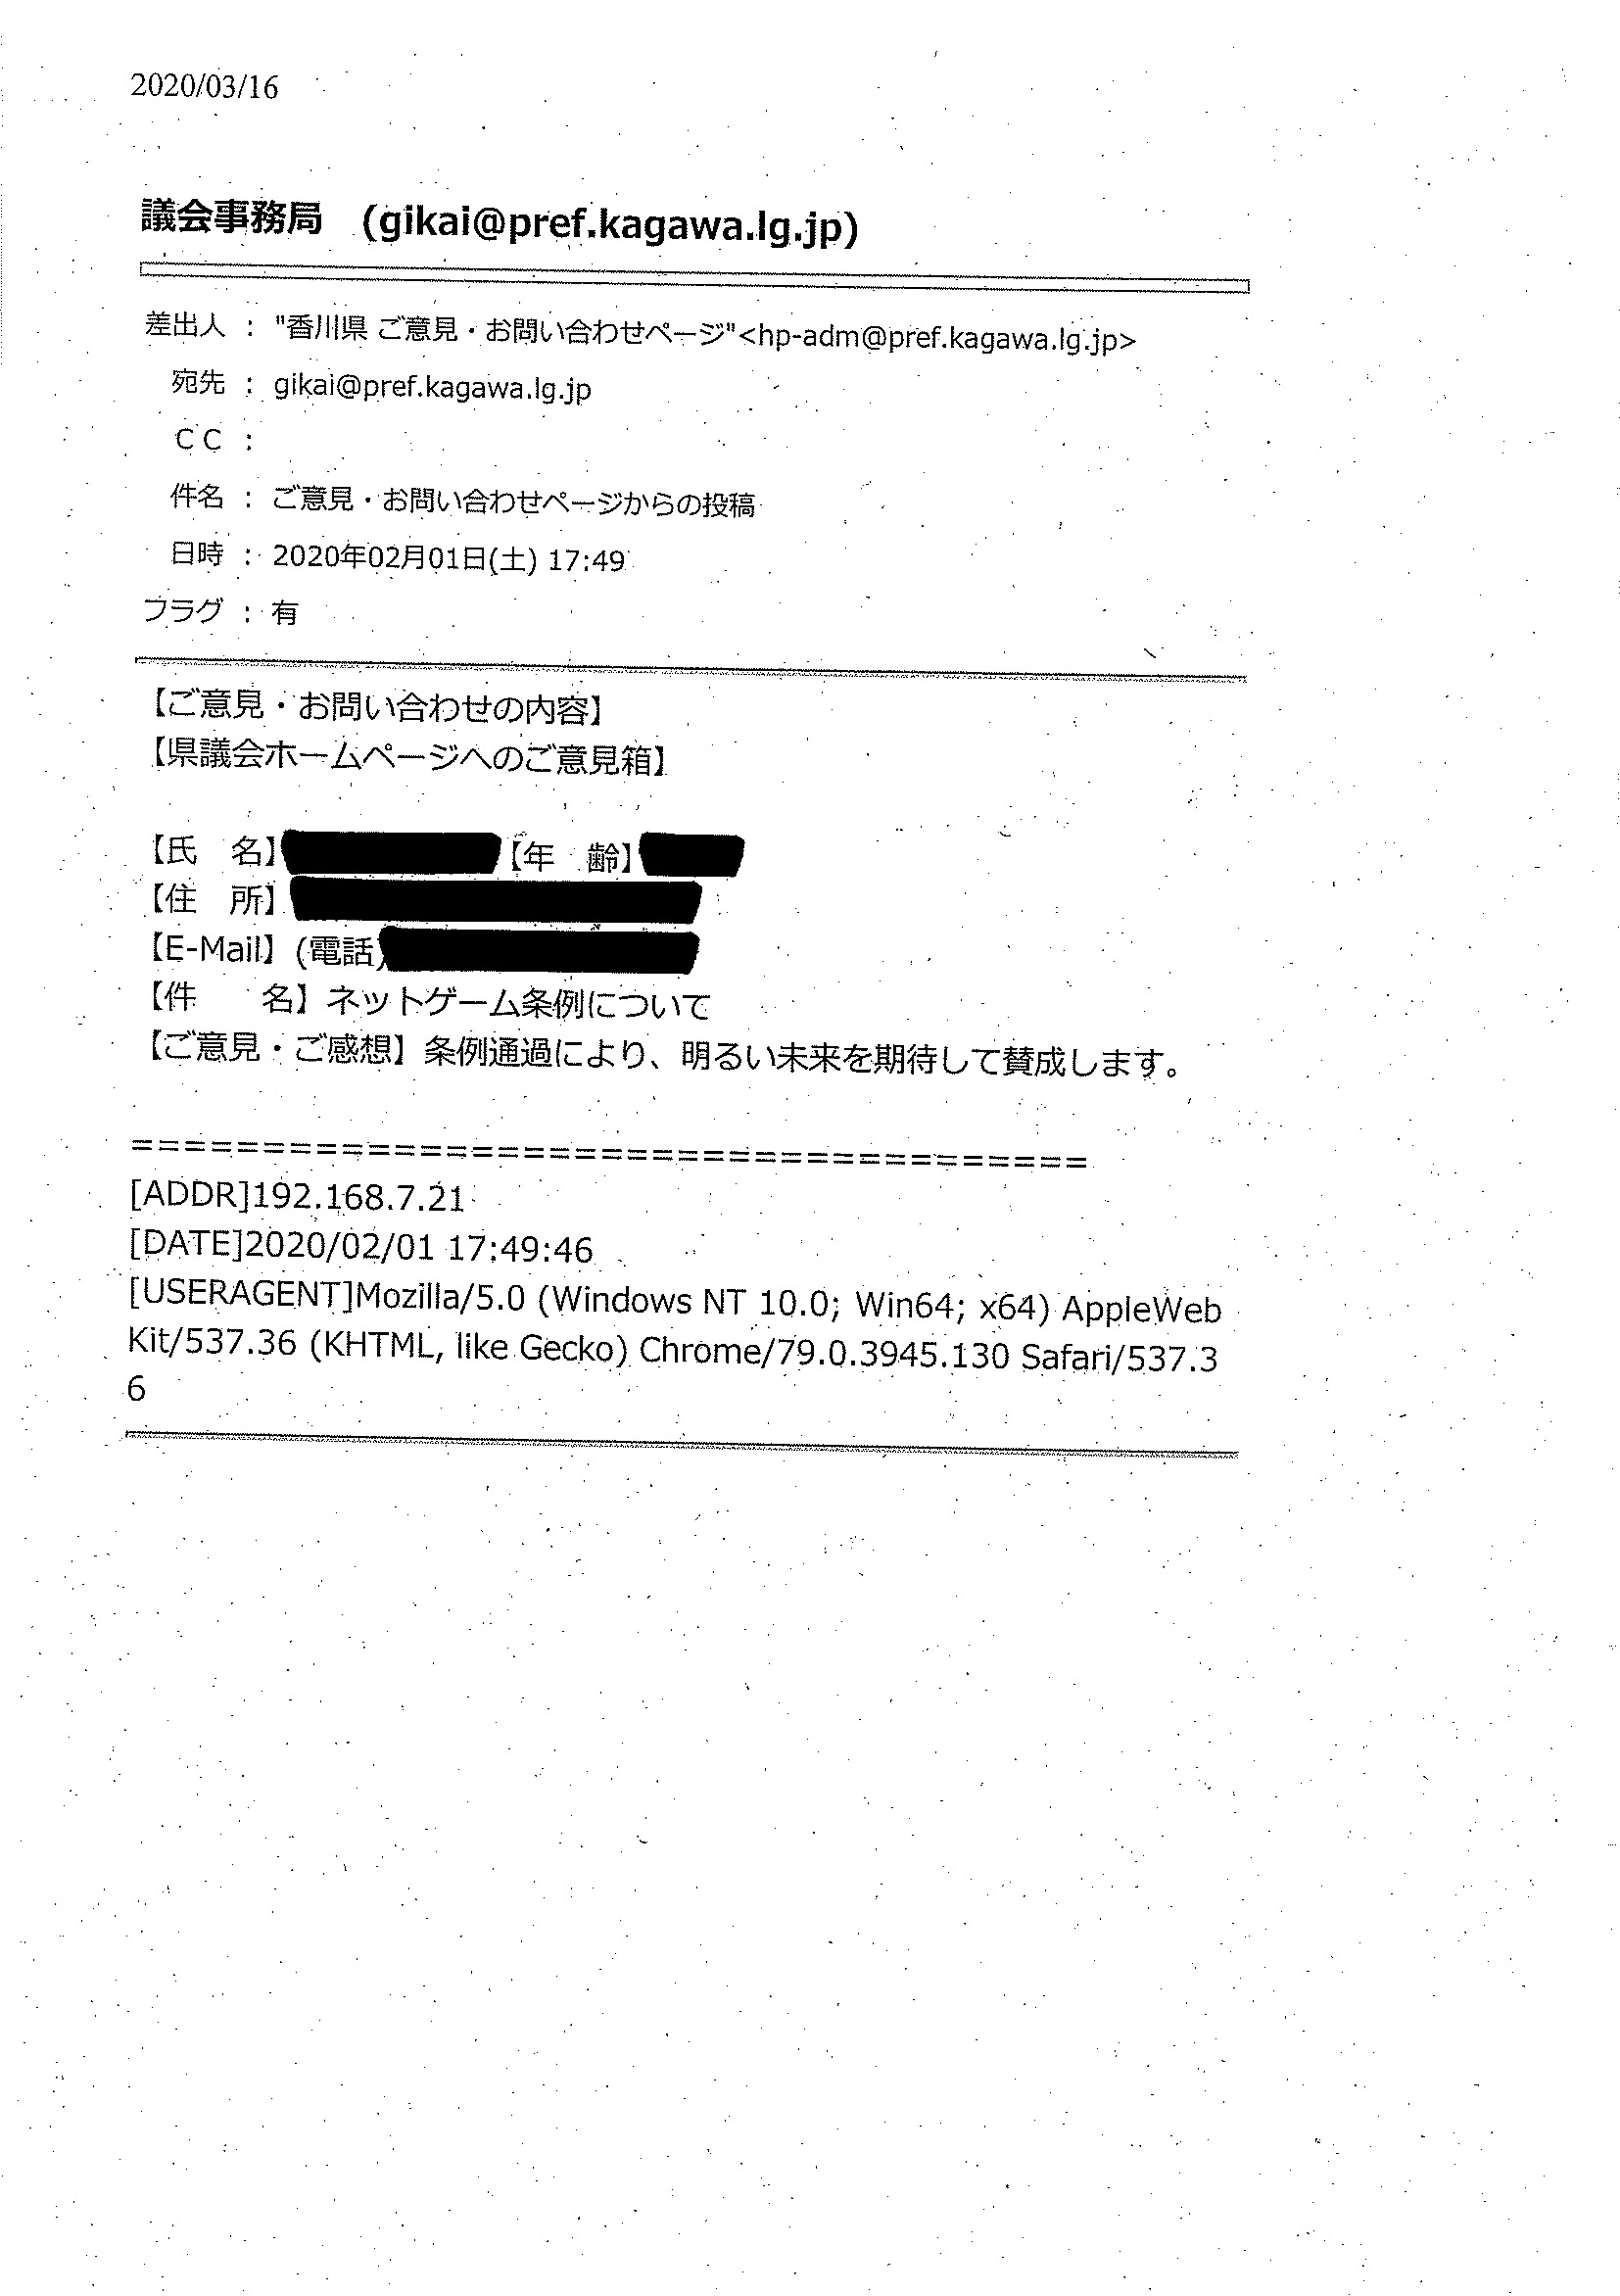 2020/03/16
議会事務局 (gikai@pref.kagawa.lg.jp)
差出人 : "香川県 ご意見・お問い合わせページ"<hp-adm@pref.kagawa.lg.jp>
宛先 : gikai@pref.kagawa.lg.jp
CC :
件名 : ご意見・お問い合わせページからの投稿
日時 : 2020年02月01日(土) 17:49
フラグ : 有
【ご意見・お問い合わせの内容】
【県議会ホームページへのご意見箱】
【氏 名】 【年 齢】
【住 所】
【E-Mail】(電話)
【件 名】ネットゲーム条例について
【ご意見・ご感想】条例通過により、明るい未来を期待して賛成します。
=====================================
[ADDR]192.168.7.21
[DATE]2020/02/01 17:49:46
[USERAGENT]Mozilla/5.0 (Windows NT 10.0; Win64; x64) AppleWeb
Kit/537.36 (KHTML, like Gecko) Chrome/79.0.3945.130 Safari/537.3
6